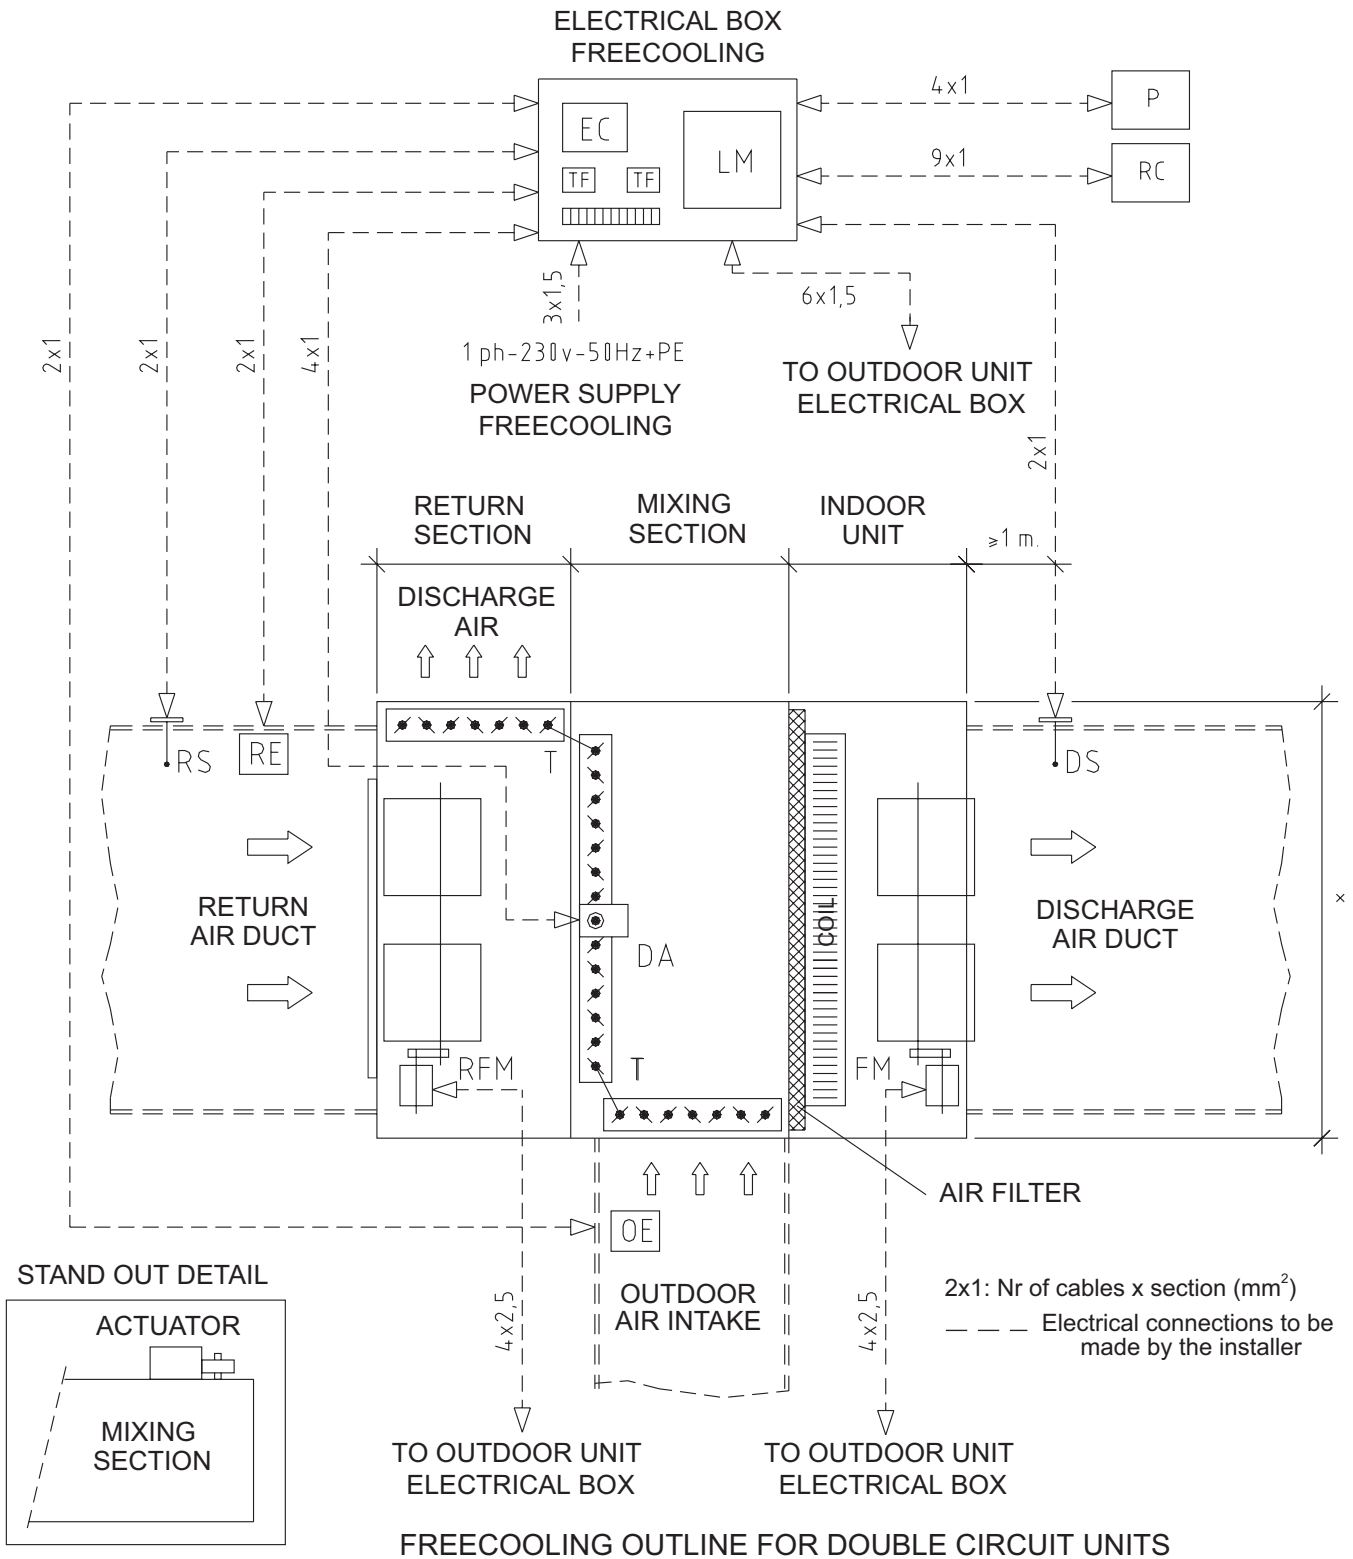 ELECTRICAL BOX
FREECOOLING
EC
LM
TF
TF
4x1
P
9x1
RC
3x1,5
6x1,5
2x1
2x1
2x1
4x1
1 ph-230v-50Hz+PE
POWER SUPPLY
FREECOOLING
TO OUTDOOR UNIT
ELECTRICAL BOX
2x1
RETURN
SECTION
MIXING
SECTION
INDOOR
UNIT
≥1 m.
DISCHARGE
AIR
RS
RE
T
DS
RETURN
AIR DUCT
DA
COIL
DISCHARGE
AIR DUCT
x
RFM
T
FM
AIR FILTER
OE
OUTDOOR
AIR INTAKE
4x2,5
4x2,5
2x1: Nr of cables x section (mm²)
Electrical connections to be
made by the installer
STAND OUT DETAIL
ACTUATOR
MIXING
SECTION
TO OUTDOOR UNIT
ELECTRICAL BOX
TO OUTDOOR UNIT
ELECTRICAL BOX
FREECOOLING OUTLINE FOR DOUBLE CIRCUIT UNITS